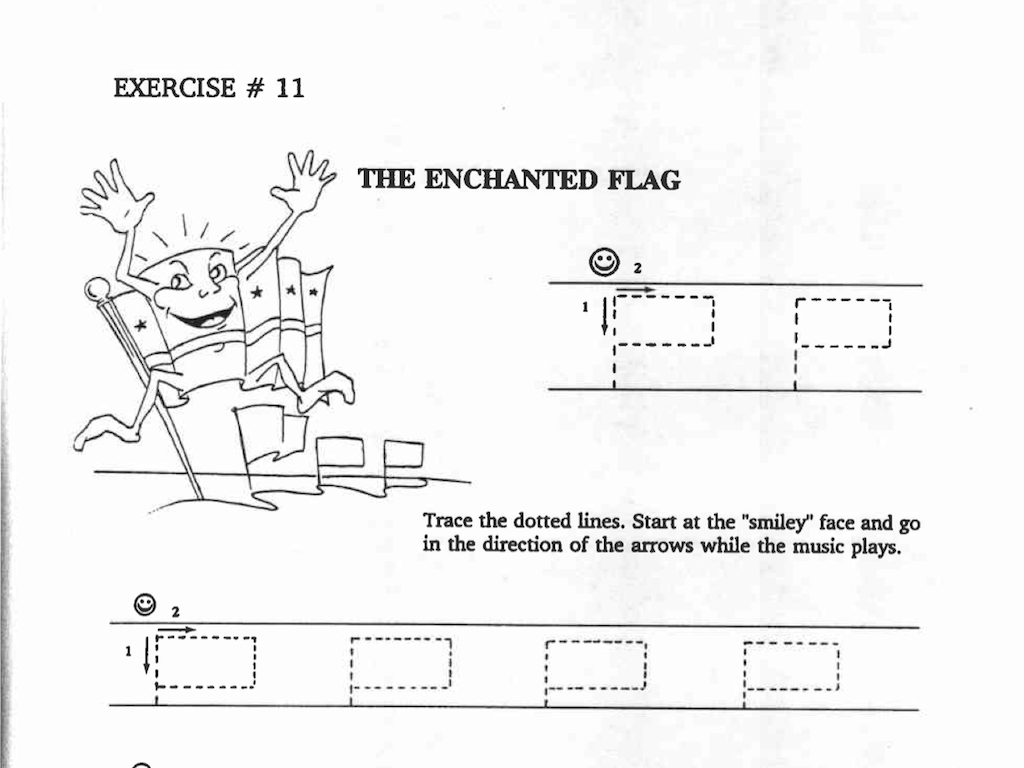 EXERCISE # 11
THE ENCHANTED FLAG
2
1
Trace the dotted lines. Start at the "smiley" face and go
in the direction of the arrows while the music plays.
2
1